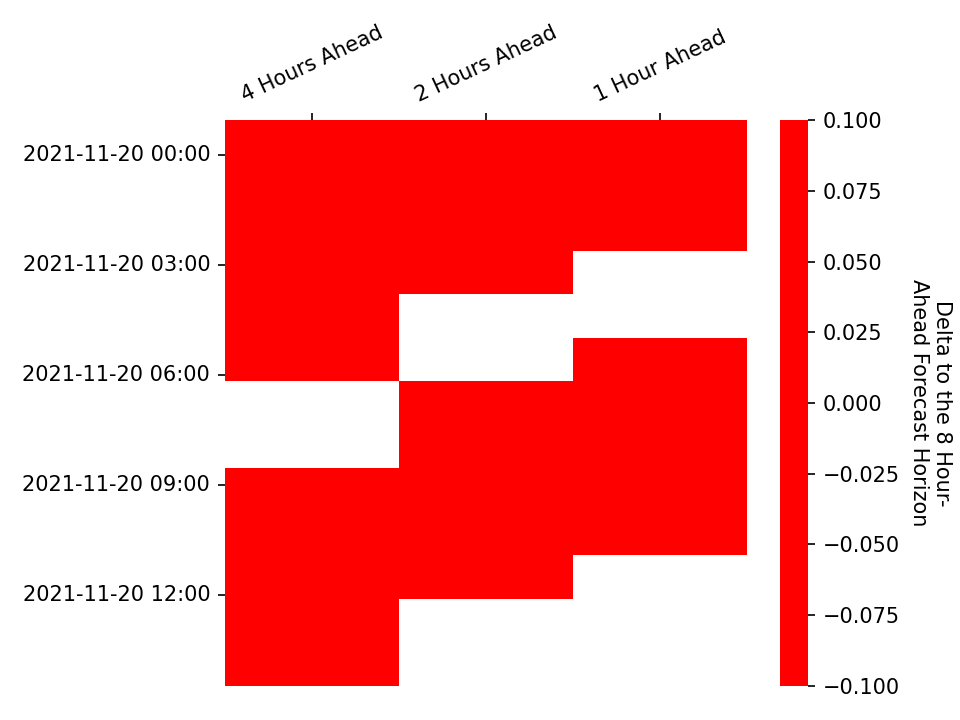 4 Hours Ahead
2 Hours Ahead
1 Hour Ahead
2021-11-20 00:00
2021-11-20 03:00
2021-11-20 06:00
2021-11-20 09:00
2021-11-20 12:00
0.100
0.075
0.050
0.025
0.000
−0.025
−0.050
−0.075
−0.100
Delta to the 8 Hour-
Ahead Forecast Horizon